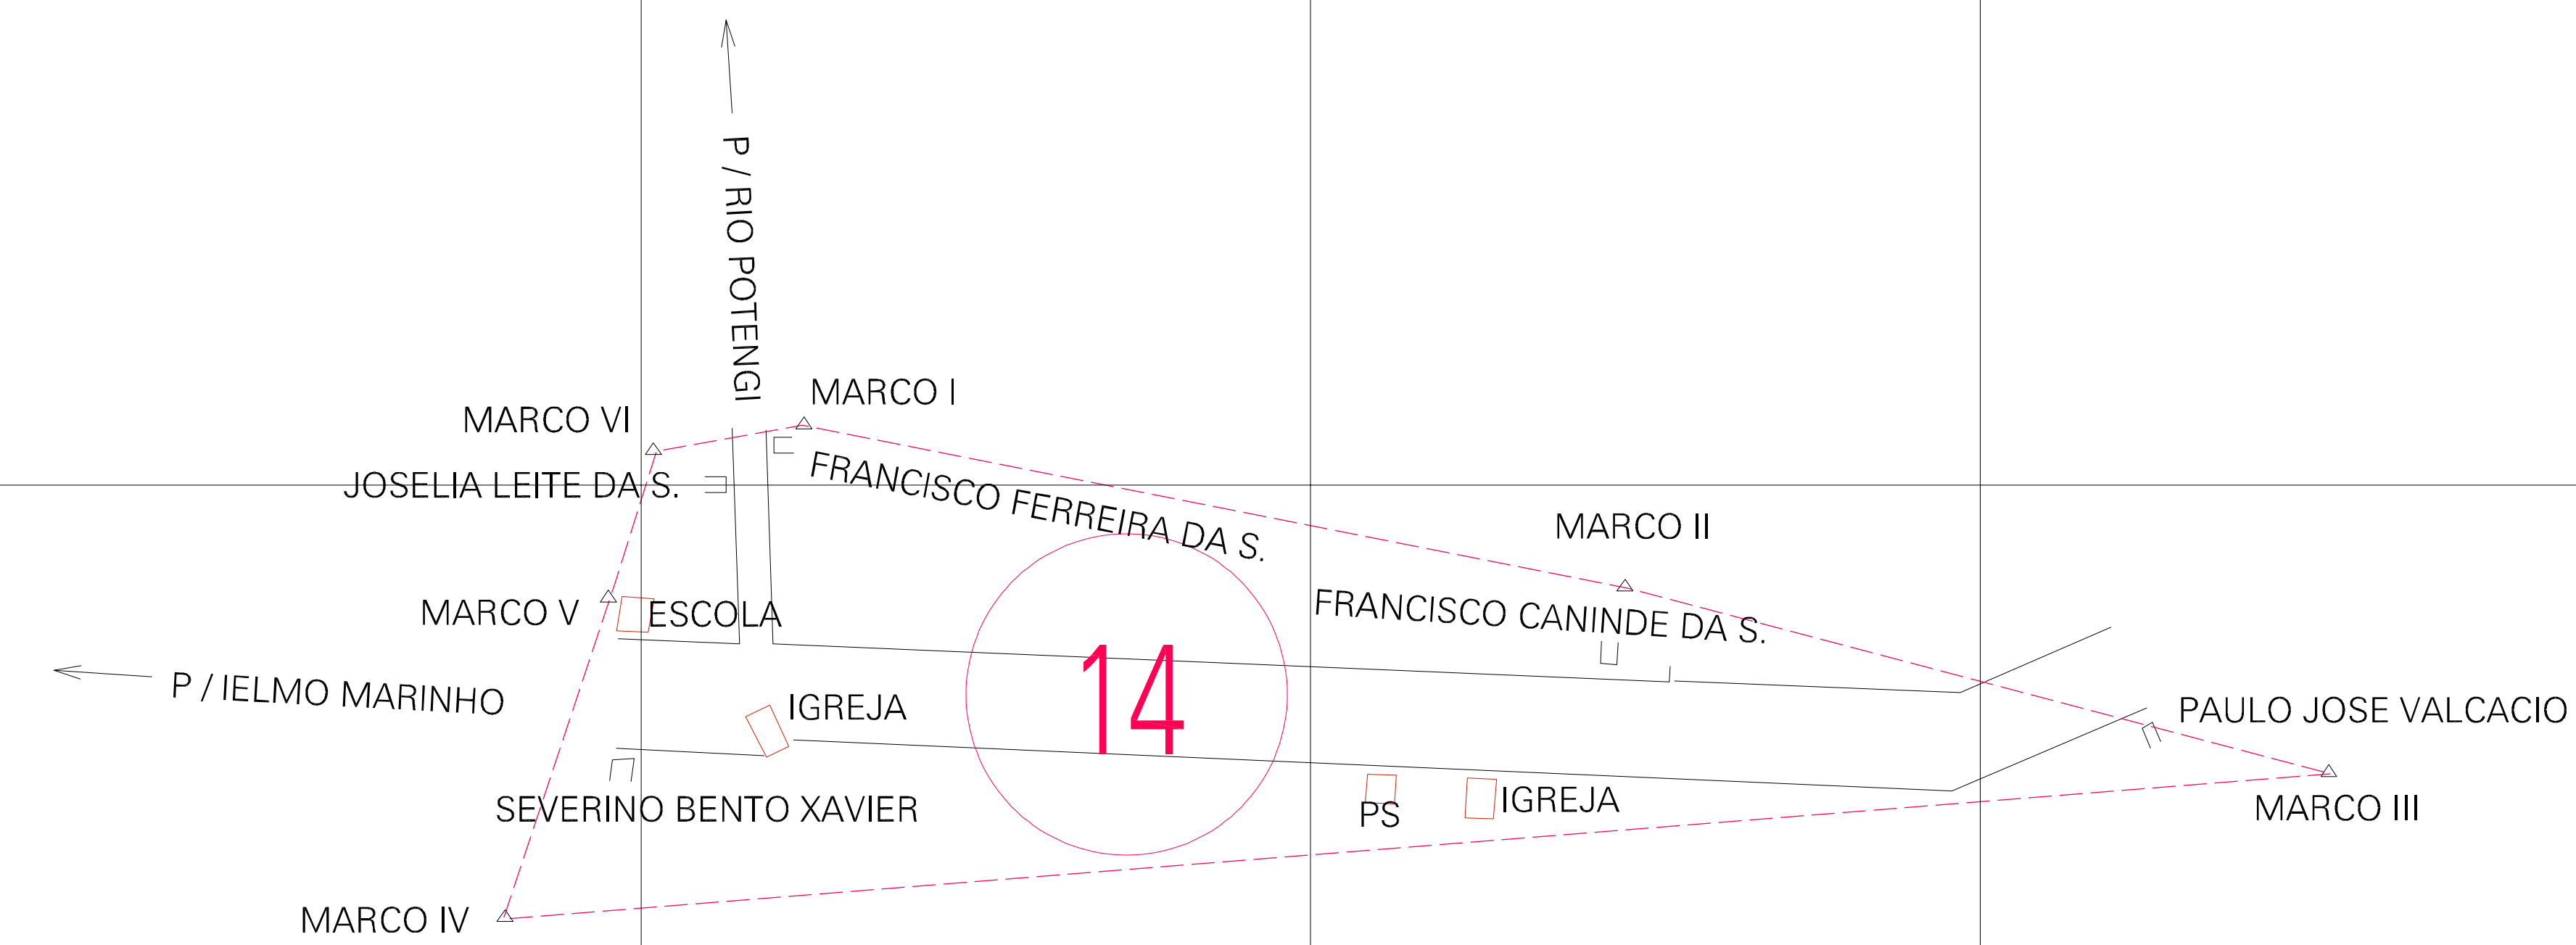 P / RIO POTENGI
MARCO I
MARCO VI
JOSELIA LEITE DA S.
FRANCISCO FERREIRA DA S.
MARCO II
FRANCISCO CANINDE DA S.
MARCO V
ESCOLA
P / IELMO MARINHO
IGREJA
14
PAULO JOSE VALCACIO
SEVERINO BENTO XAVIER
PS
IGREJA
MARCO III
MARCO IV